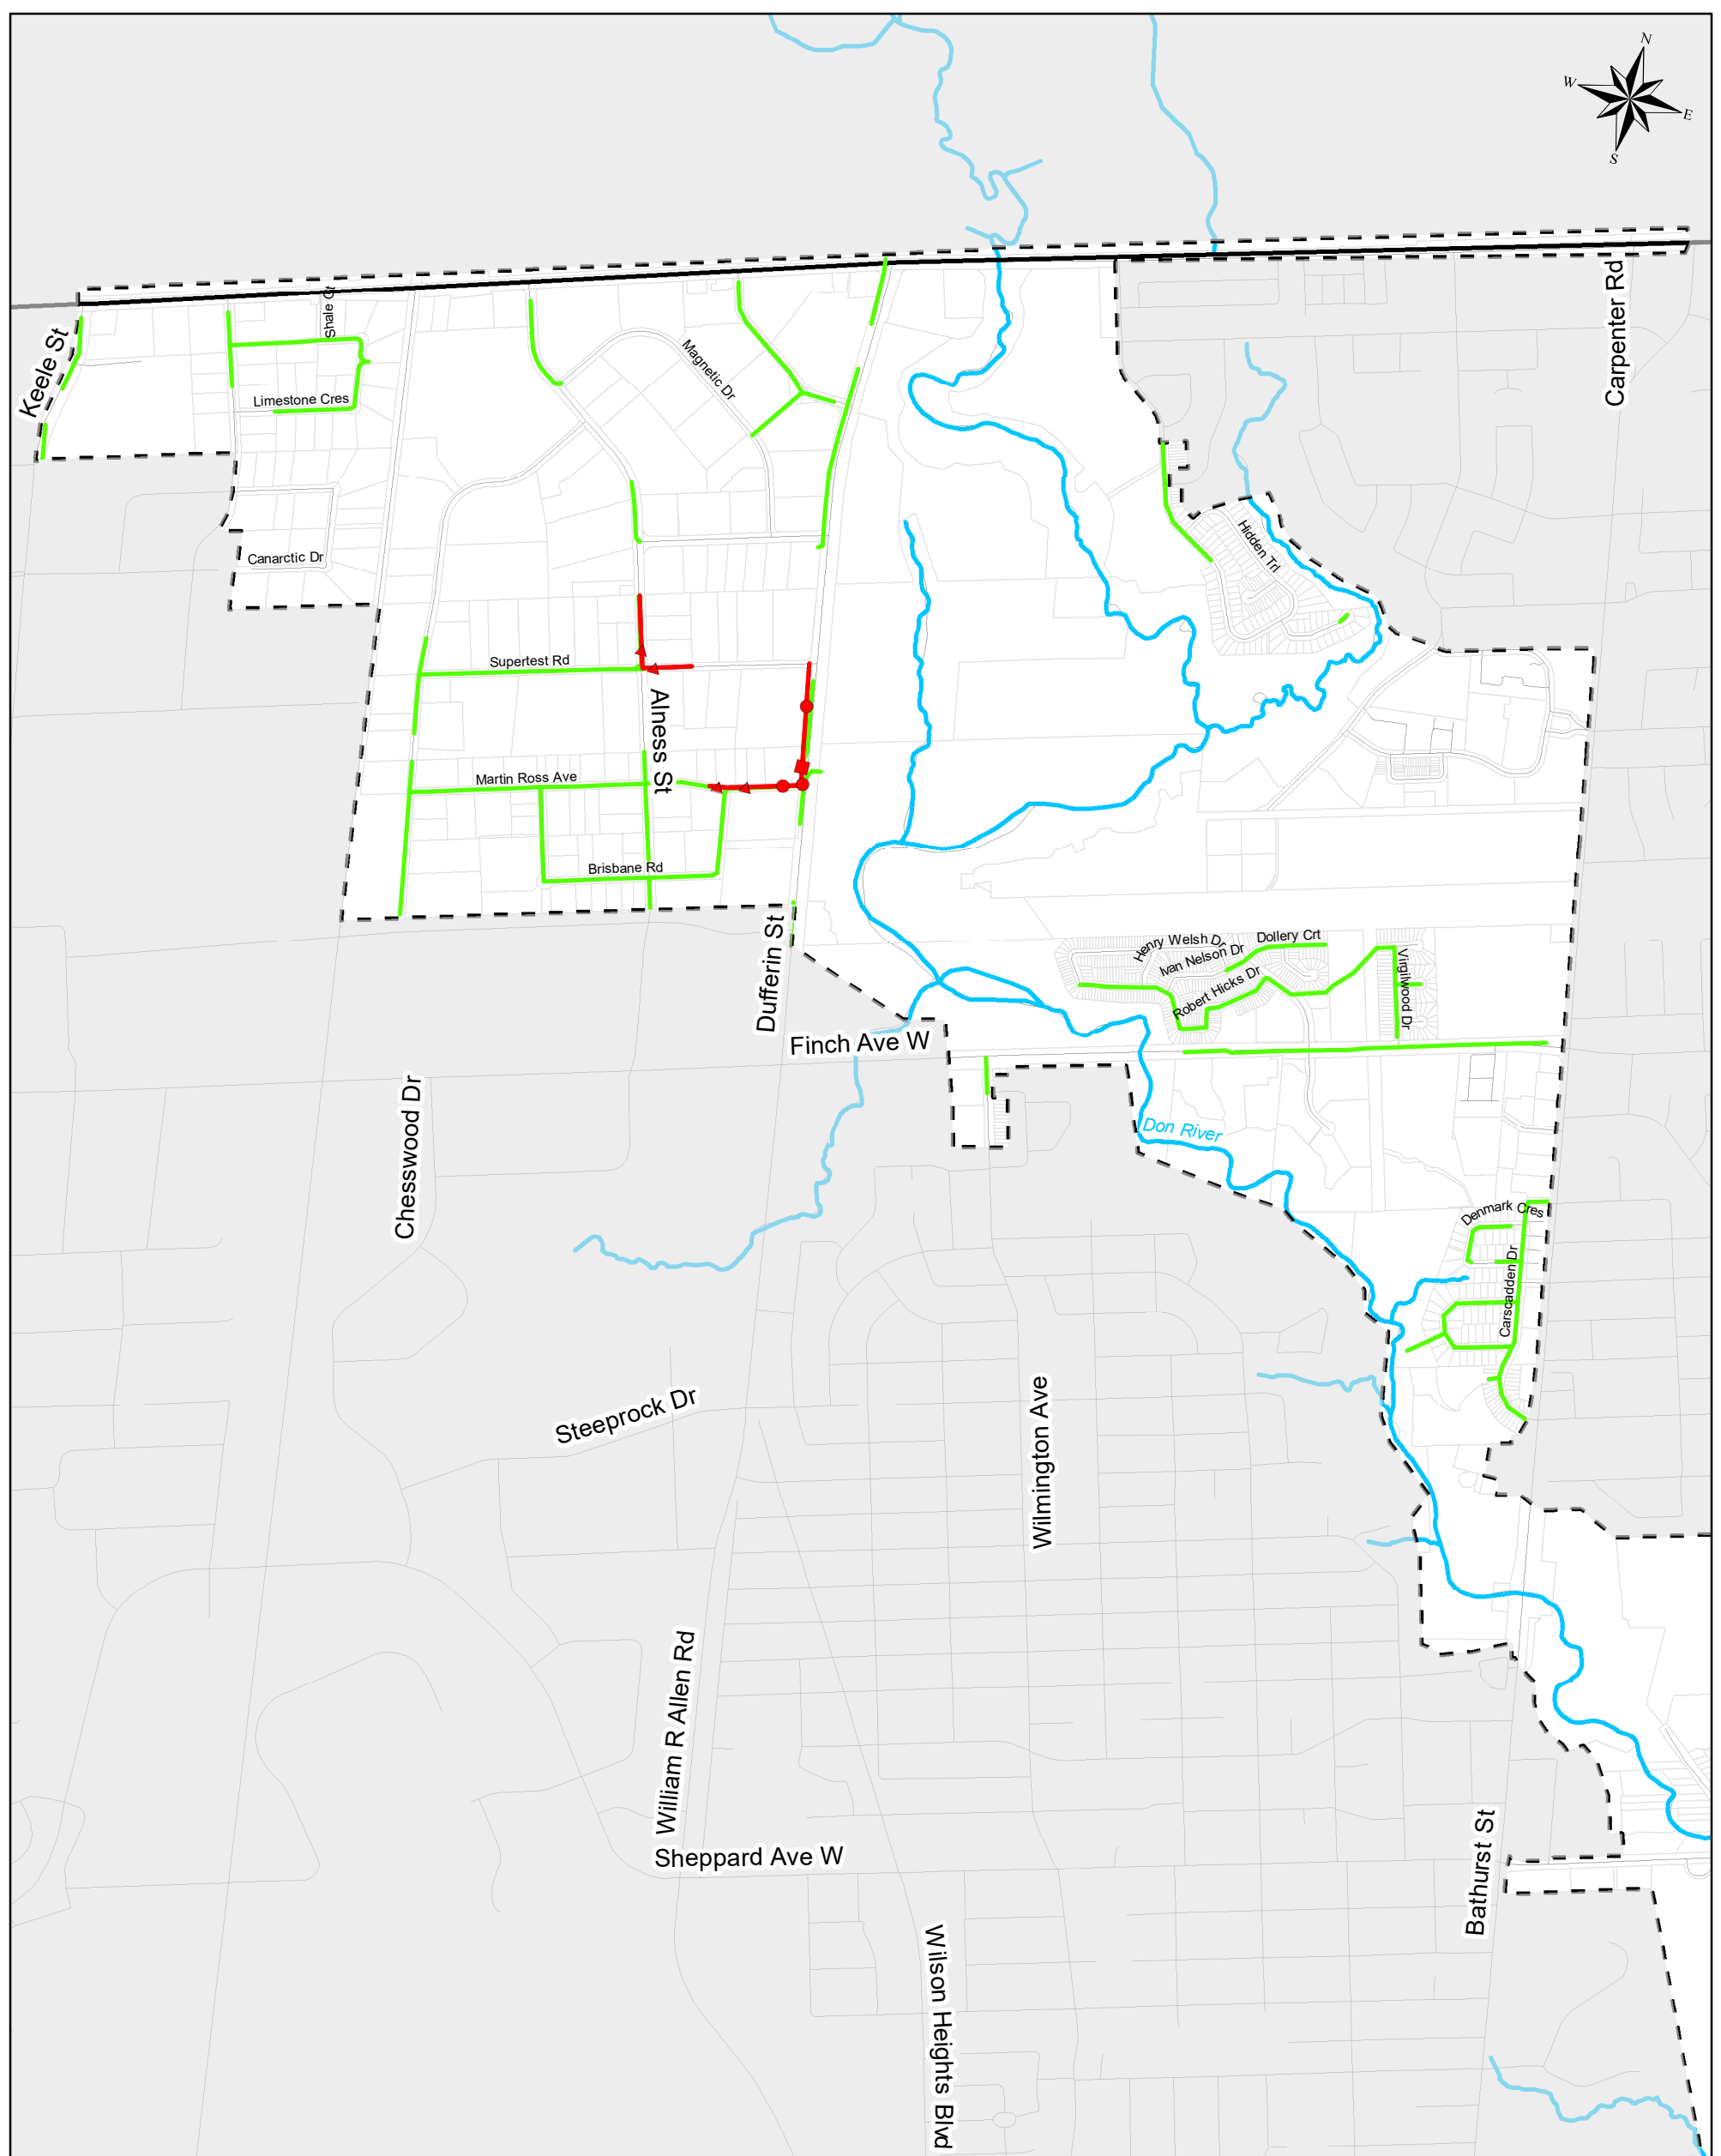 N
W
E
S
Keele St
Shale Ct
Limestone Cres
Magnetic Dr
Carpenter Rd
Canarctic Dr
Hidden Trl
Supertest Rd
Alness St
Martin Ross Ave
Brisbane Rd
Dufferin St
Henry Welsh Dr
Ivan Nelson Dr
Dollery Crt
Robert Hicks Dr
Virgilwood Dr
Finch Ave W
Chesswood Dr
Don River
Denmark Cres
Carscadden Dr
Steeprock Dr
Wilmington Ave
William R Allen Rd
Sheppard Ave W
Bathurst St
Wilson Heights Blvd